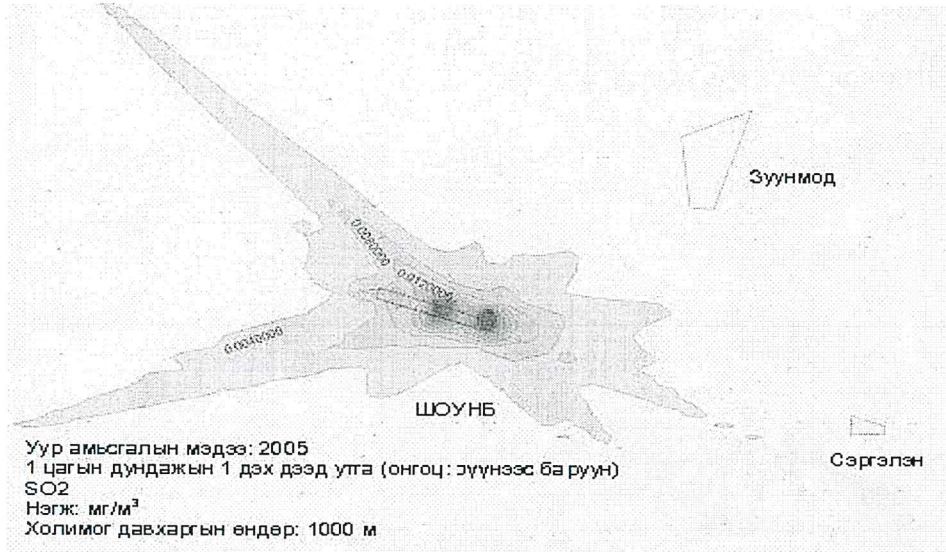 Зуунмод
0.0080000
0.0120000
0.0040000
ШОУНБ
Сэргэлэн
Уур амьсгалын мэдээ: 2005
1 цагын дундажын 1 дэх дээд утга (онгоц: зүүнээс баруун)
SO2
Нэгж: мг/м³
Холимог давхаргын өндөр: 1000 м